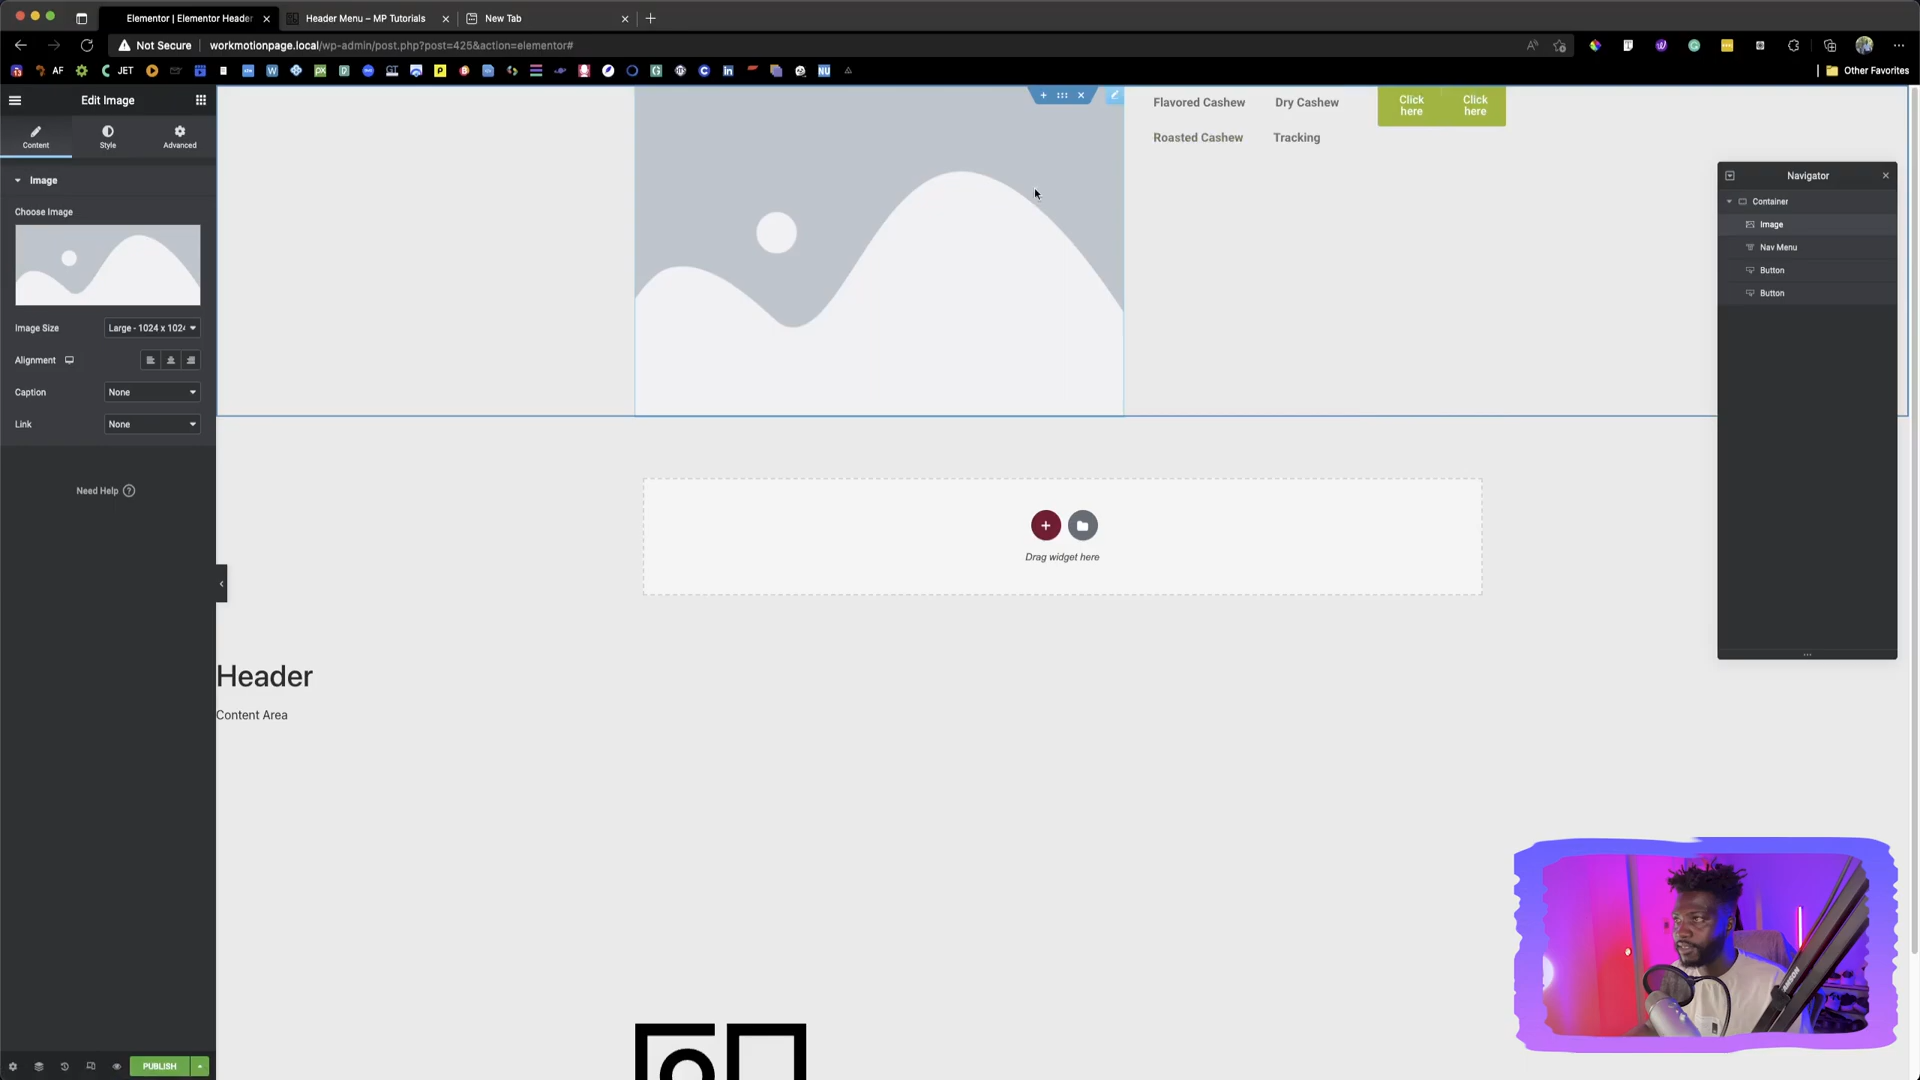 Elementor | Elementor Header
Header Menu – MP Tutorials
New Tab
Not Secure
workmotionpage.local/wp-admin/post.php?post=425&action=elementor#
AF
JET
NU
Other Favorites
Edit Image
Content
Style
Advanced
Image
Choose Image
Image Size
Large - 1024 x 1024
Alignment
Caption
None
Link
None
Need Help
PUBLISH
Flavored Cashew
Dry Cashew
Roasted Cashew
Tracking
Click here
Click here
Navigator
Container
Image
Nav Menu
Button
Button
Drag widget here
Header
Content Area